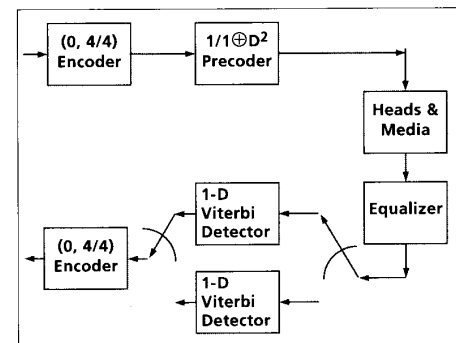 (0, 4/4)
Encoder
1/1⊕D²
Precoder
Heads &
Media
Equalizer
1-D
Viterbi
Detector
(0, 4/4)
Encoder
1-D
Viterbi
Detector